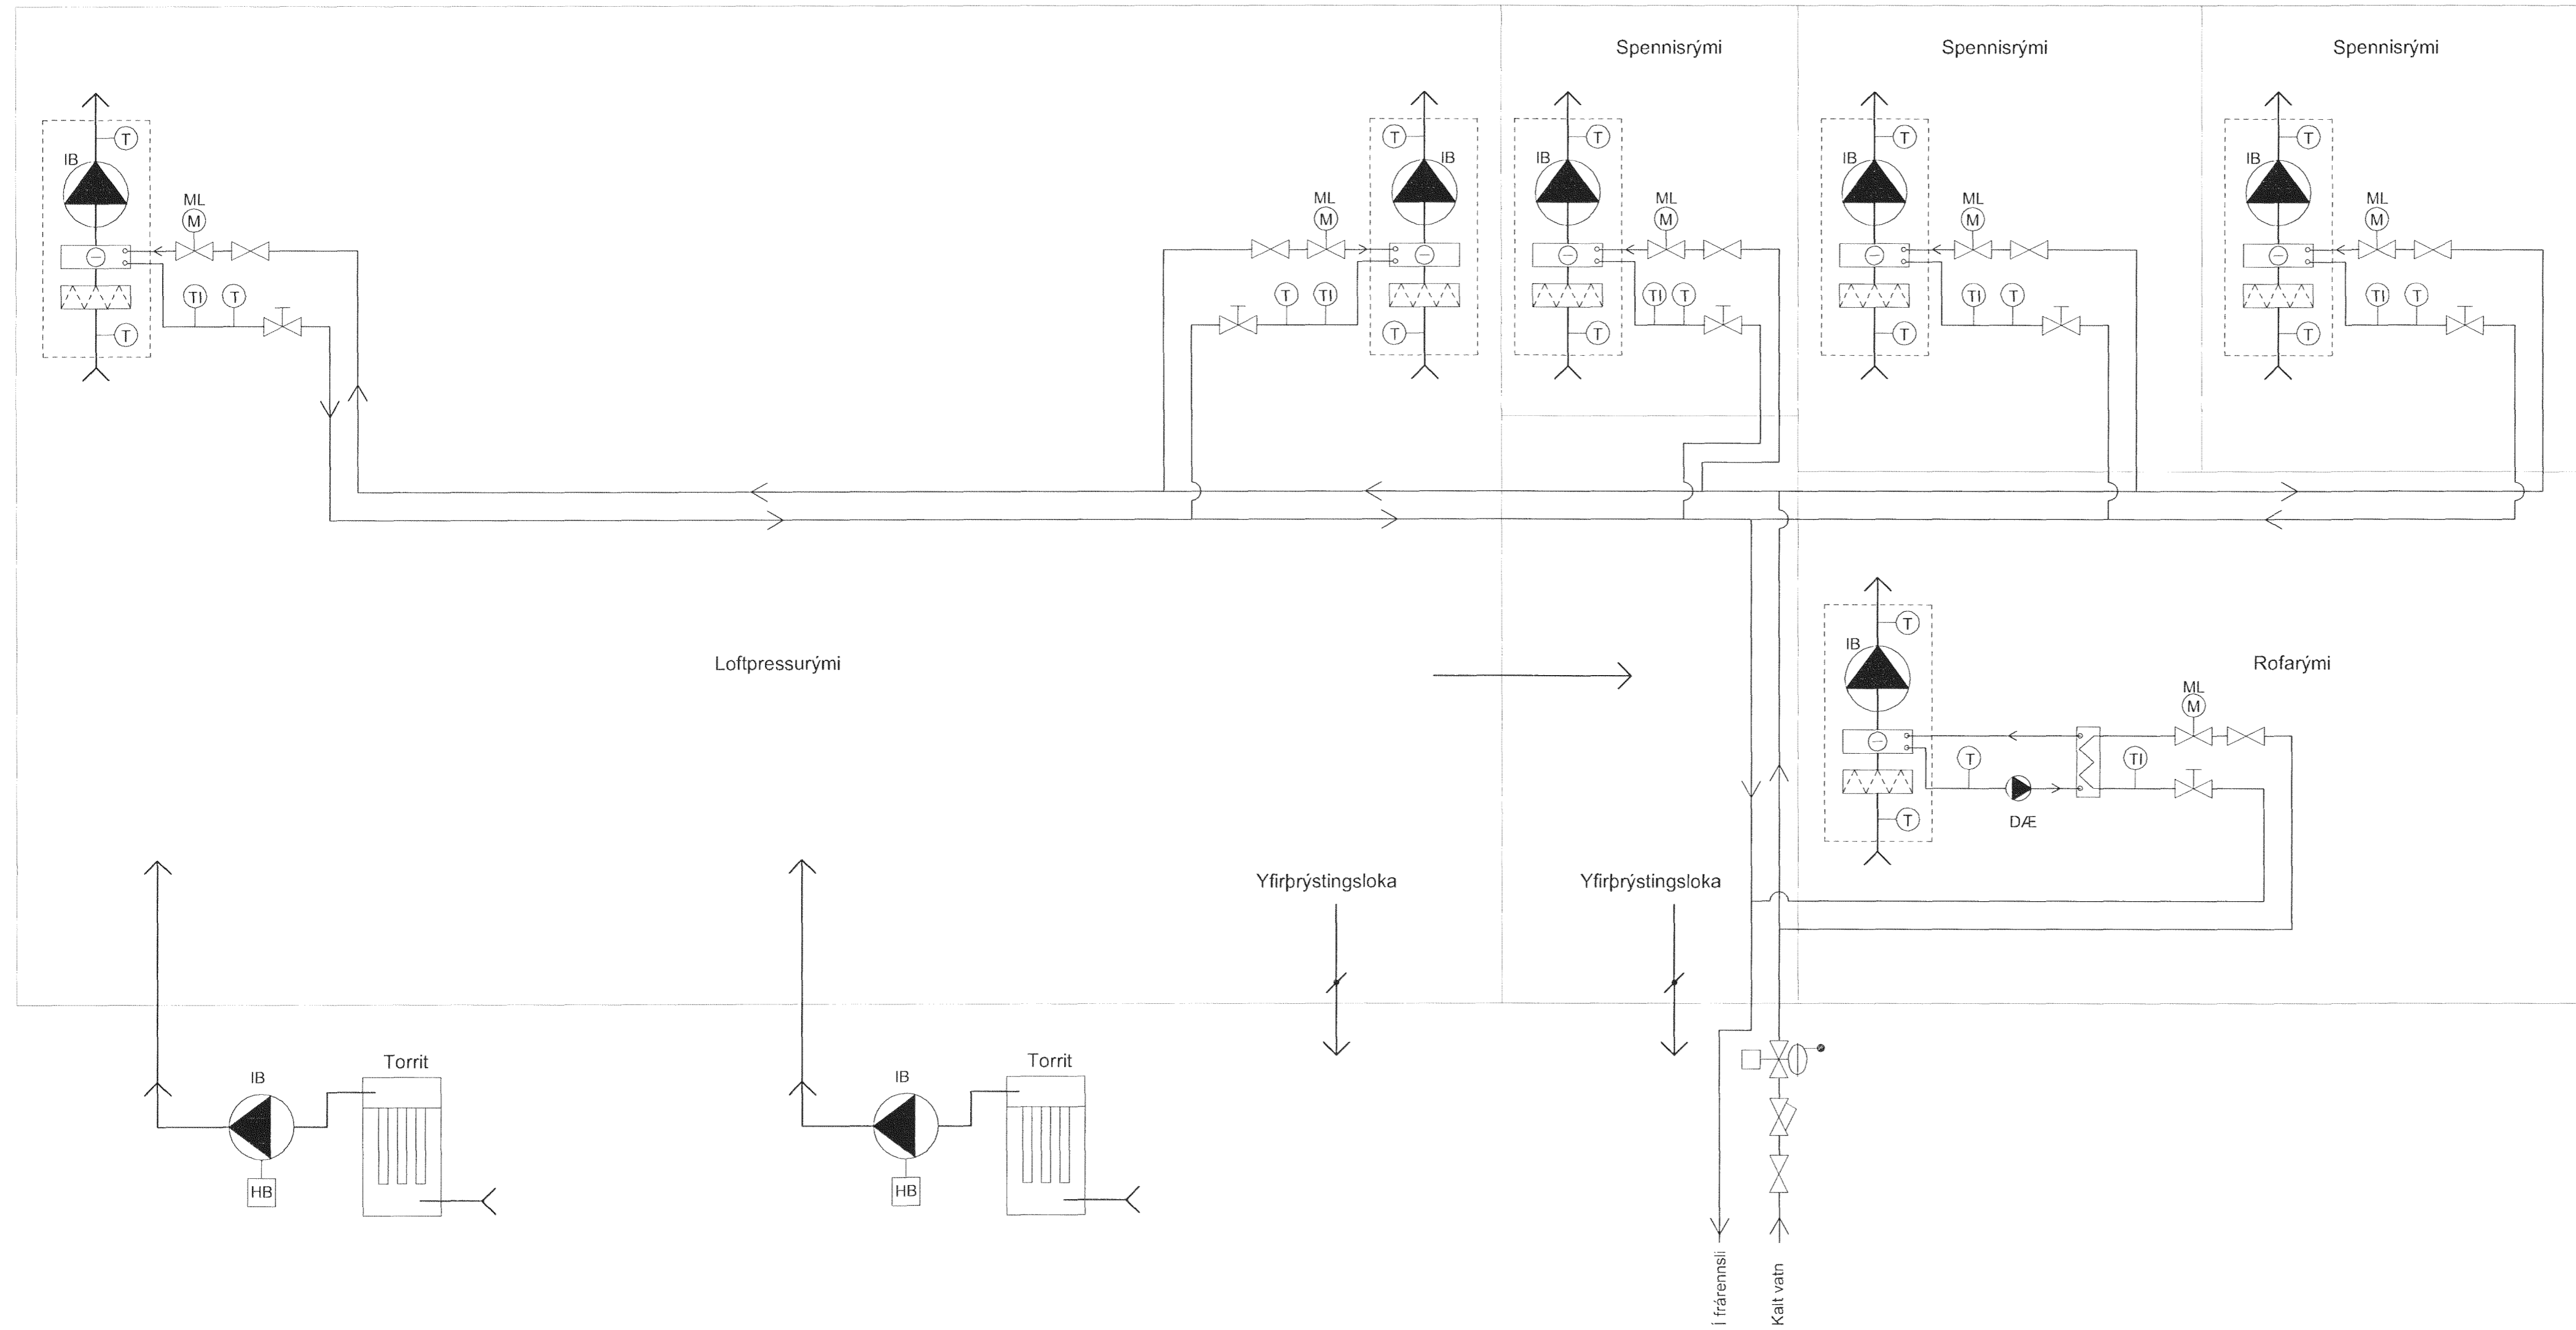 Spennisrými
Spennisrými
Spennisrými
T
IB
ML
M
TI
T
T
T
IB
ML
M
T
TI
T
T
IB
ML
M
TI
T
T
T
IB
ML
M
TI
T
T
T
IB
ML
M
TI
T
T
Loftpressurými
Rofarými
T
IB
ML
M
T
TI
T
DÆ
Yfirþrýstingsloka
Yfirþrýstingsloka
Torrit
IB
HB
Torrit
IB
HB
Í frárennsli
Kalt vatn